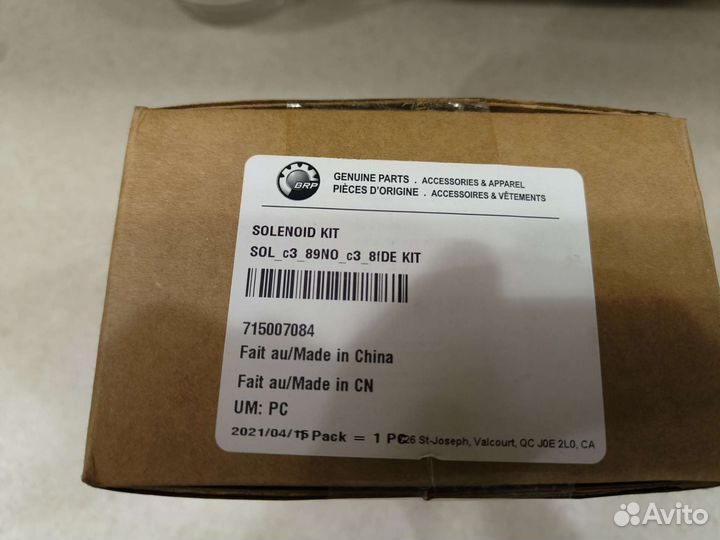 BRP
GENUINE PARTS . ACCESSORIES & APPAREL
PIÈCES D'ORIGINE . ACCESSOIRES & VÊTEMENTS
SOLENOID KIT
SOL_c3_89NO_c3_8fDE KIT
715007084
Fait au/Made in China
Fait au/Made in CN
UM: PC
2021/04/15 Pack = 1 PC 726 St-Joseph, Valcourt, QC J0E 2L0, CA
Avito